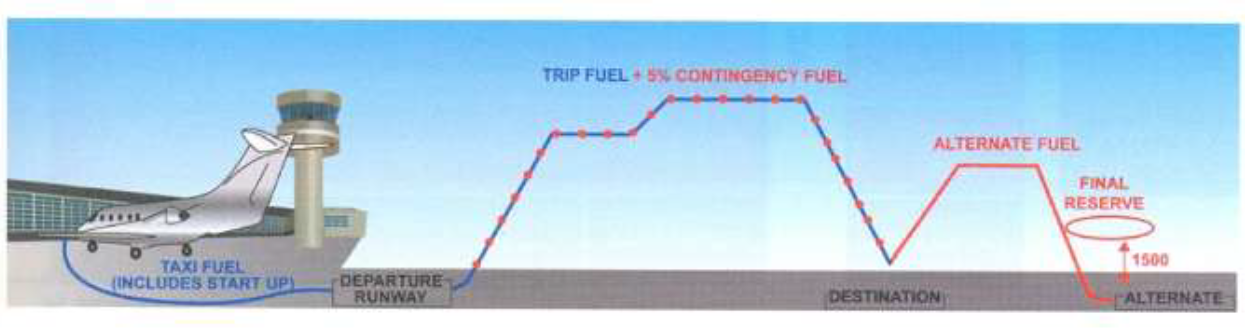 TRIP FUEL + 5% CONTINGENCY FUEL
ALTERNATE FUEL
FINAL
RESERVE
1500
TAXI FUEL
(INCLUDES START UP)
DEPARTURE
RUNWAY
DESTINATION
ALTERNATE